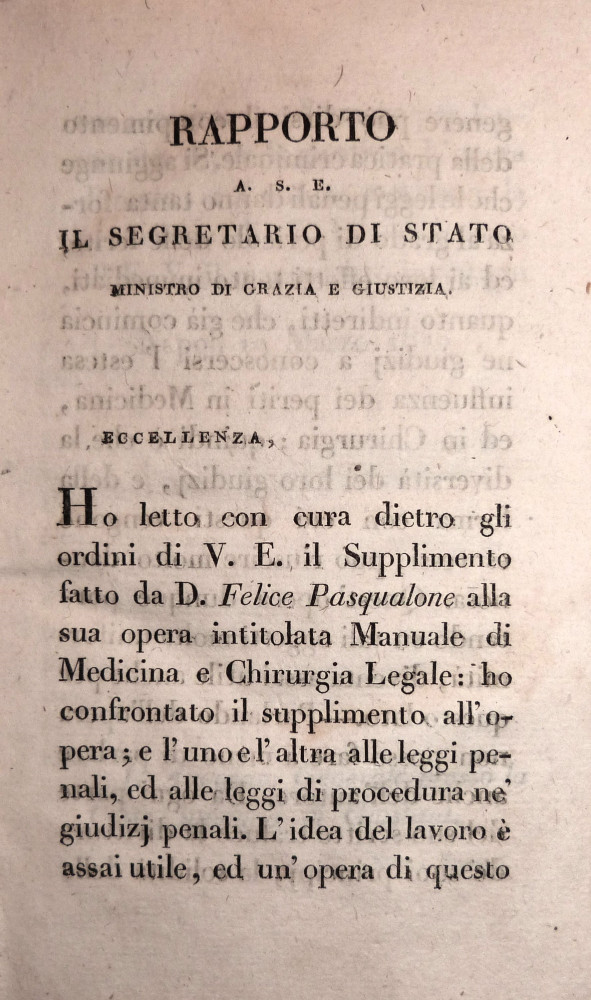 RAPPORTO
A. S. E.
IL SEGRETARIO DI STATO
MINISTRO DI GRAZIA E GIUSTIZIA.
ECCELLENZA,
Ho letto con cura dietro gli
ordini di V. E. il Supplimento
fatto da D. Felice Pasqualone alla
sua opera intitolata Manuale di
Medicina e Chirurgia Legale: ho
confrontato il supplimento all'o-
pera; e l'uno e l'altra alle leggi pe-
nali, ed alle leggi di procedura ne'
giudizj penali. L'idea del lavoro è
assai utile, ed un'opera di questo